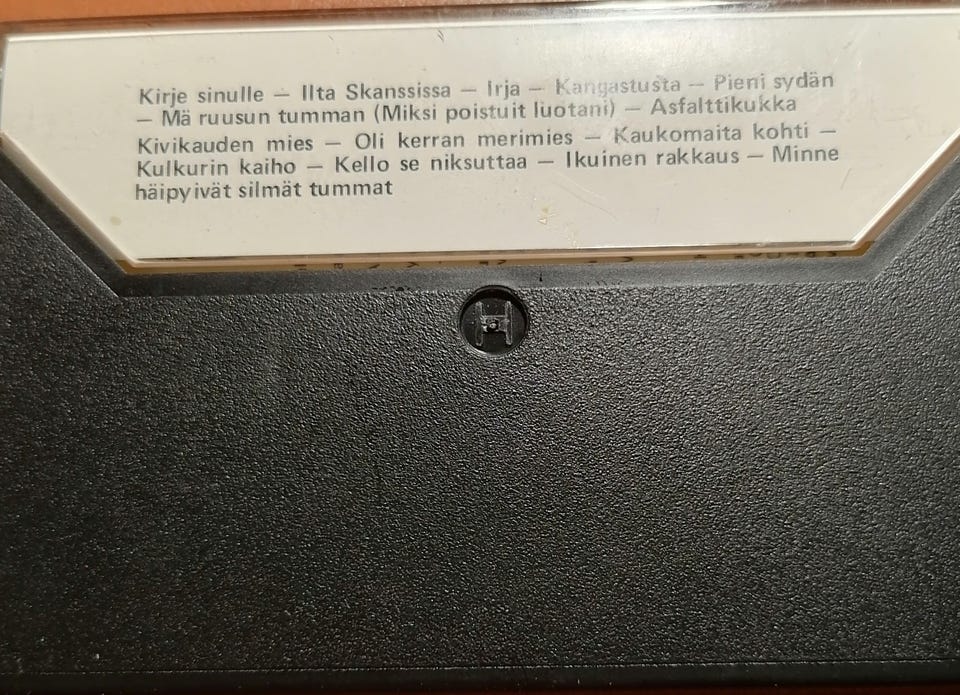 Kirje sinulle – Ilta Skanssissa – Irja – Kangastusta – Pieni sydän
– Mä ruusun tumman (Miksi poistuit luotani) – Asfalttikukka
Kivikauden mies – Oli kerran merimies – Kaukomaita kohti –
Kulkurin kaiho – Kello se niksuttaa – Ikuinen rakkaus – Minne
häipyivät silmät tummat
H